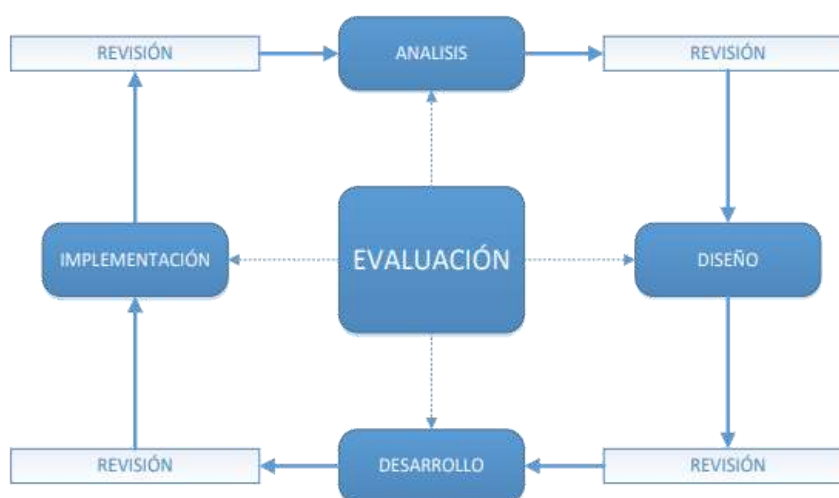 REVISIÓN
ANALISIS
REVISIÓN
IMPLEMENTACIÓN
EVALUACIÓN
DISEÑO
REVISIÓN
DESARROLLO
REVISIÓN